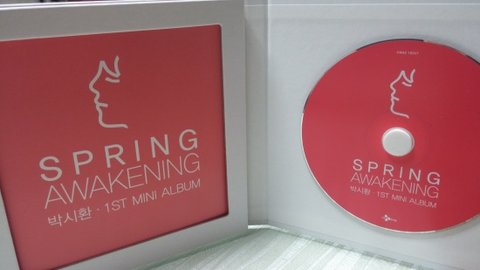 SPRING
AWAKENING
박시환 · 1ST MINI ALBUM
SPRING
AWAKENING
박시환 · 1ST MINI ALBUM